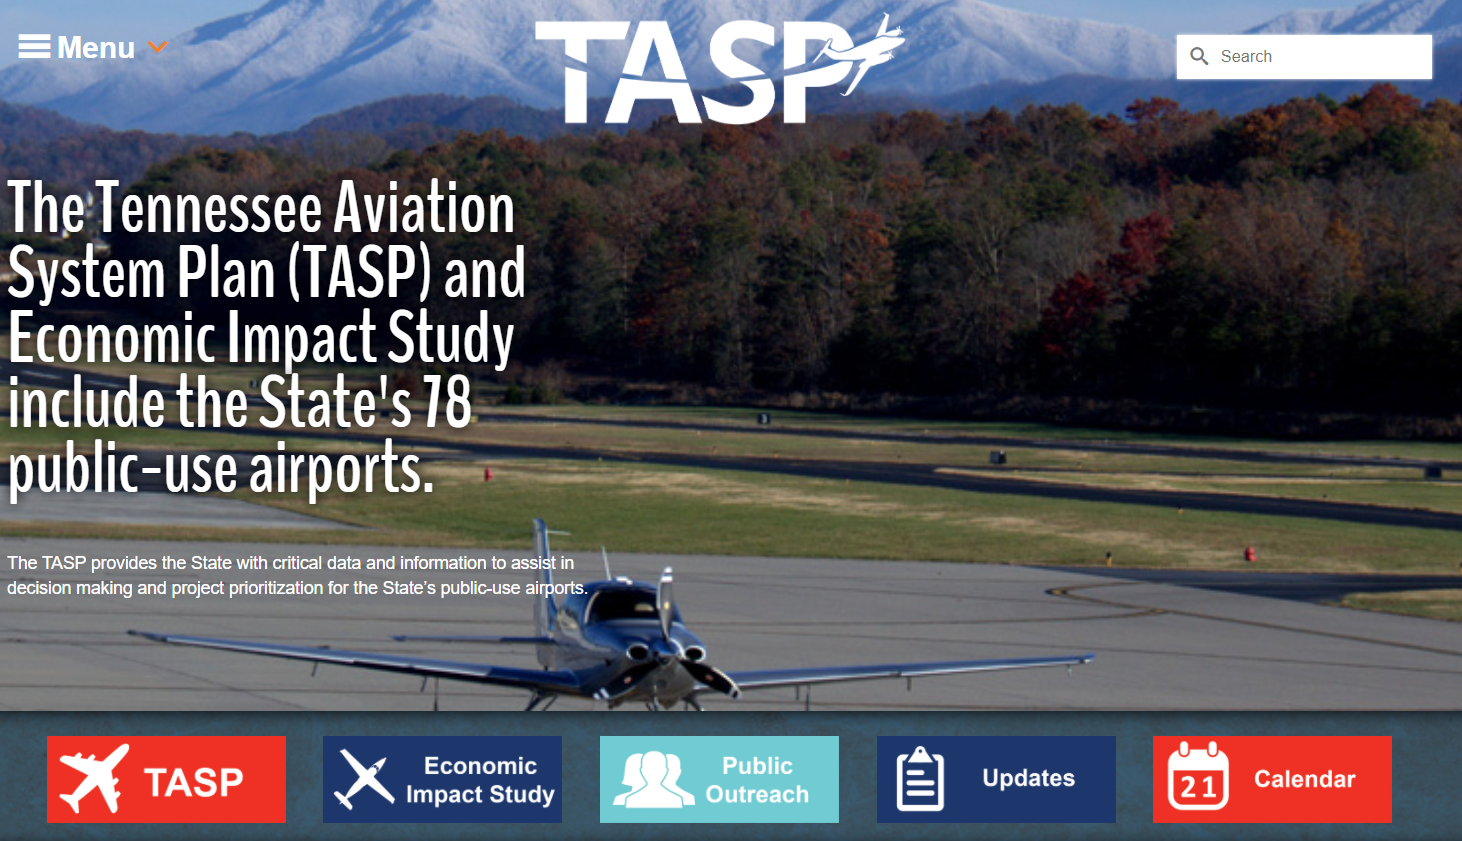 Menu
TASP
Search
The Tennessee Aviation
System Plan (TASP) and
Economic Impact Study
include the State's 78
public-use airports.
The TASP provides the State with critical data and information to assist in
decision making and project prioritization for the State’s public-use airports.
TASP
Economic
Impact Study
Public
Outreach
Updates
21
Calendar